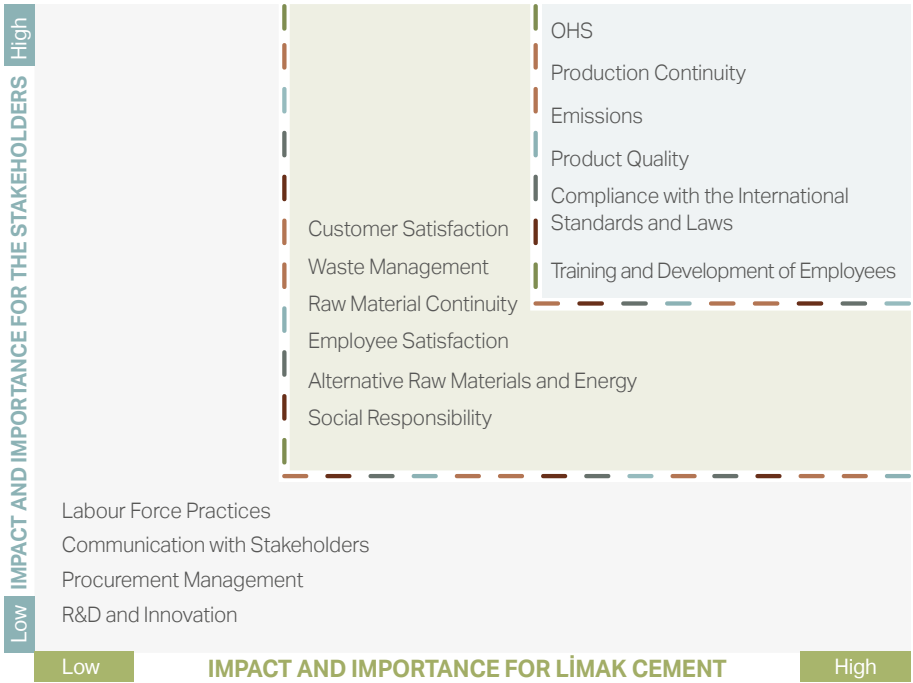 High
IMPACT AND IMPORTANCE FOR THE STAKEHOLDERS
Low
OHS
Production Continuity
Emissions
Product Quality
Compliance with the International
Standards and Laws
Training and Development of Employees
Customer Satisfaction
Waste Management
Raw Material Continuity
Employee Satisfaction
Alternative Raw Materials and Energy
Social Responsibility
Labour Force Practices
Communication with Stakeholders
Procurement Management
R&D and Innovation
Low
IMPACT AND IMPORTANCE FOR LİMAK CEMENT
High